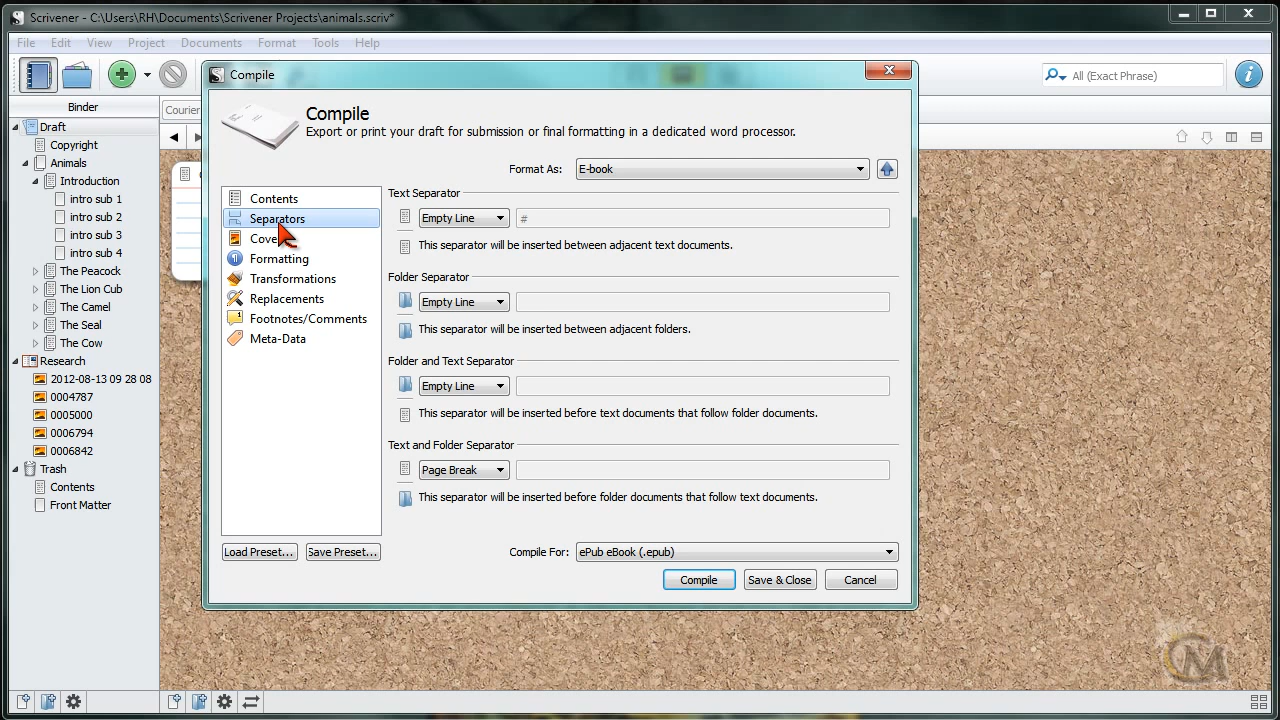 Scrivener - C:\Users\RH\Documents\Scrivener Projects\animals.scriv*
File Edit View Project Documents Format Tools Help
All (Exact Phrase)
Binder
Courier
Draft
Copyright
Animals
Introduction
intro sub 1
intro sub 2
intro sub 3
intro sub 4
The Peacock
The Lion Cub
The Camel
The Seal
The Cow
Research
2012-08-13 09 28 08
0004787
0005000
0006794
0006842
Trash
Contents
Front Matter
Compile
Compile
Export or print your draft for submission or final formatting in a dedicated word processor.
Format As: E-book
Contents
Separators
Cove
Formatting
Transformations
Replacements
Footnotes/Comments
Meta-Data
Load Preset... Save Preset...
Text Separator
Empty Line #
This separator will be inserted between adjacent text documents.
Folder Separator
Empty Line
This separator will be inserted between adjacent folders.
Folder and Text Separator
Empty Line
This separator will be inserted before text documents that follow folder documents.
Text and Folder Separator
Page Break
This separator will be inserted before folder documents that follow text documents.
Compile For: ePub eBook (.epub)
Compile Save & Close Cancel